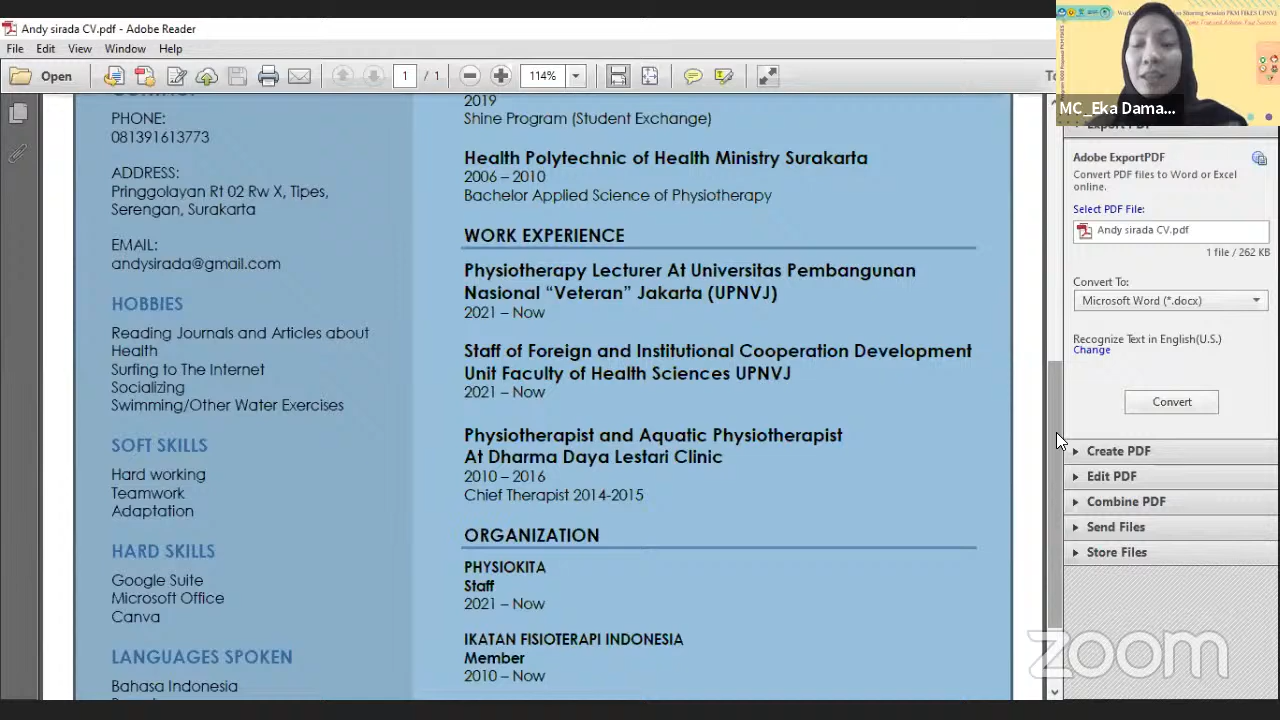 Andy sirada CV.pdf - Adobe Reader
File Edit View Window Help
Open
1 / 1
114%
PHONE:
081391613773
ADDRESS:
Pringgolayan Rt 02 Rw X, Tipes,
Serengan, Surakarta
EMAIL:
andysirada@gmail.com
HOBBIES
Reading Journals and Articles about
Health
Surfing to The Internet
Socializing
Swimming/Other Water Exercises
SOFT SKILLS
Hard working
Teamwork
Adaptation
HARD SKILLS
Google Suite
Microsoft Office
Canva
LANGUAGES SPOKEN
Bahasa Indonesia
2019
Shine Program (Student Exchange)
Health Polytechnic of Health Ministry Surakarta
2006 – 2010
Bachelor Applied Science of Physiotherapy
WORK EXPERIENCE
Physiotherapy Lecturer At Universitas Pembangunan
Nasional “Veteran” Jakarta (UPNVJ)
2021 – Now
Staff of Foreign and Institutional Cooperation Development
Unit Faculty of Health Sciences UPNVJ
2021 – Now
Physiotherapist and Aquatic Physiotherapist
At Dharma Daya Lestari Clinic
2010 – 2016
Chief Therapist 2014-2015
ORGANIZATION
PHYSIOKITA
Staff
2021 – Now
IKATAN FISIOTERAPI INDONESIA
Member
2010 – Now
MC_Eka Dama...
Export PDF
Adobe ExportPDF
Convert PDF files to Word or Excel
online.
Select PDF File:
Andy sirada CV.pdf
1 file / 262 KB
Convert To:
Microsoft Word (*.docx)
Recognize Text in English(U.S.)
Change
Convert
Create PDF
Edit PDF
Combine PDF
Send Files
Store Files
zoom